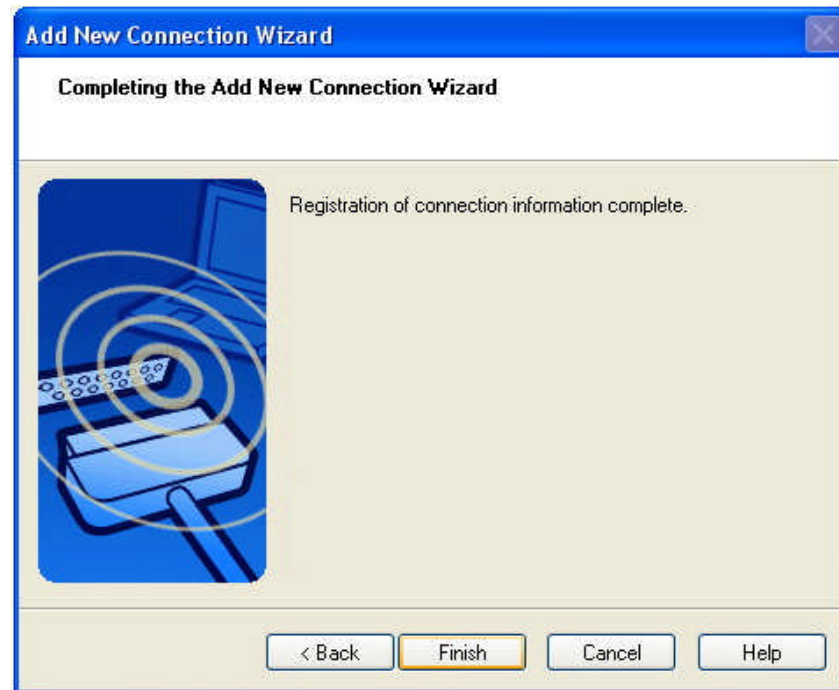 Add New Connection Wizard
Completing the Add New Connection Wizard
Registration of connection information complete.
< Back
Finish
Cancel
Help